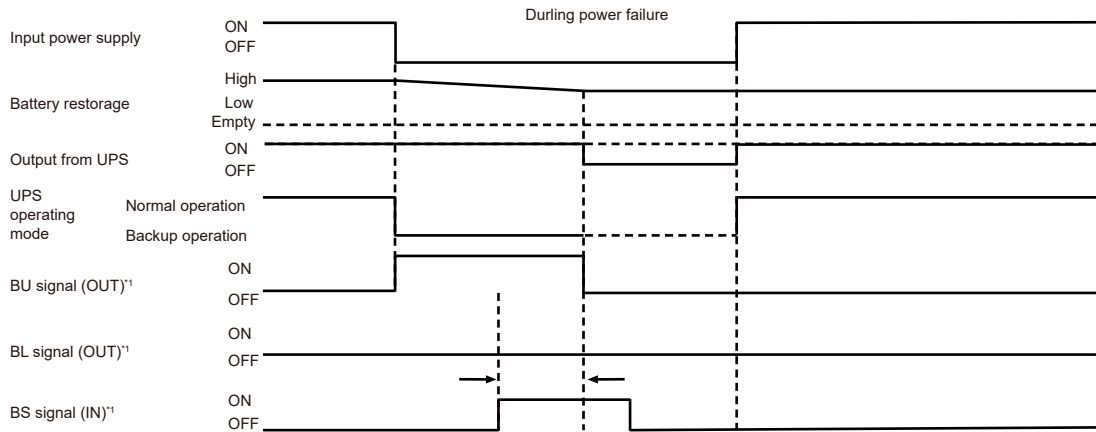 Durling power failure
Input power supply
ON
OFF
Battery restorage
High
Low
Empty
Output from UPS
ON
OFF
UPS
operating
mode
Normal operation
Backup operation
BU signal (OUT)*1
ON
OFF
BL signal (OUT)*1
ON
OFF
BS signal (IN)*1
ON
OFF